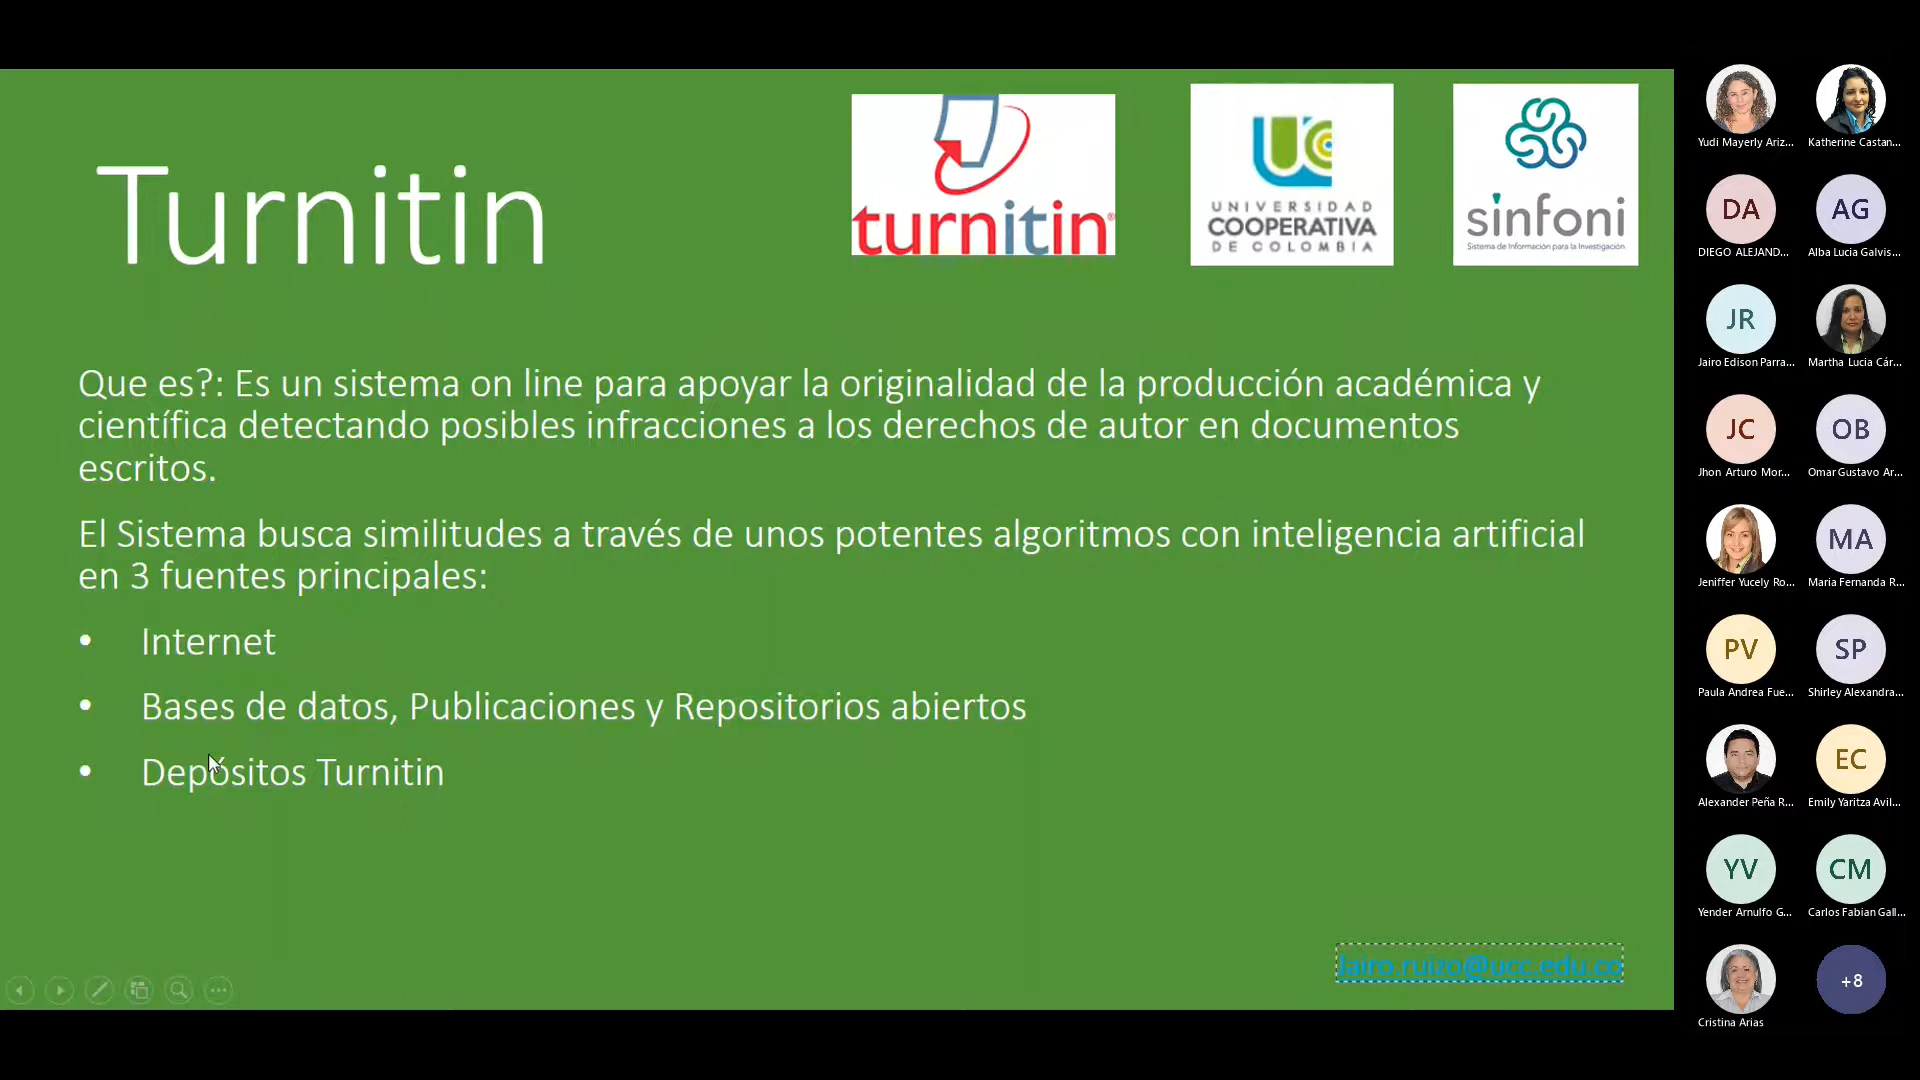 Turnitin
turnitin®
UNIVERSIDAD
COOPERATIVA
DE COLOMBIA
sinfoni
Sistema de Información para la Investigación
Que es?: Es un sistema on line para apoyar la originalidad de la producción académica y
científica detectando posibles infracciones a los derechos de autor en documentos
escritos.
El Sistema busca similitudes a través de unos potentes algoritmos con inteligencia artificial
en 3 fuentes principales:
• Internet
• Bases de datos, Publicaciones y Repositorios abiertos
• Depósitos Turnitin
Jairo.ruizo@ucc.edu.co
Yudi Mayerly Ariz...
Katherine Castan...
DA
AG
DIEGO ALEJAND...
Alba Lucia Galvis...
JR
Jairo Edison Parra...
Martha Lucia Cár...
JC
OB
Jhon Arturo Mor...
Omar Gustavo Ar...
MA
Jeniffer Yucely Ro...
Maria Fernanda R...
PV
SP
Paula Andrea Fue...
Shirley Alexandra...
EC
Alexander Peña R...
Emily Yaritza Avil...
YV
CM
Yender Arnulfo G...
Carlos Fabian Gall...
+8
Cristina Arias